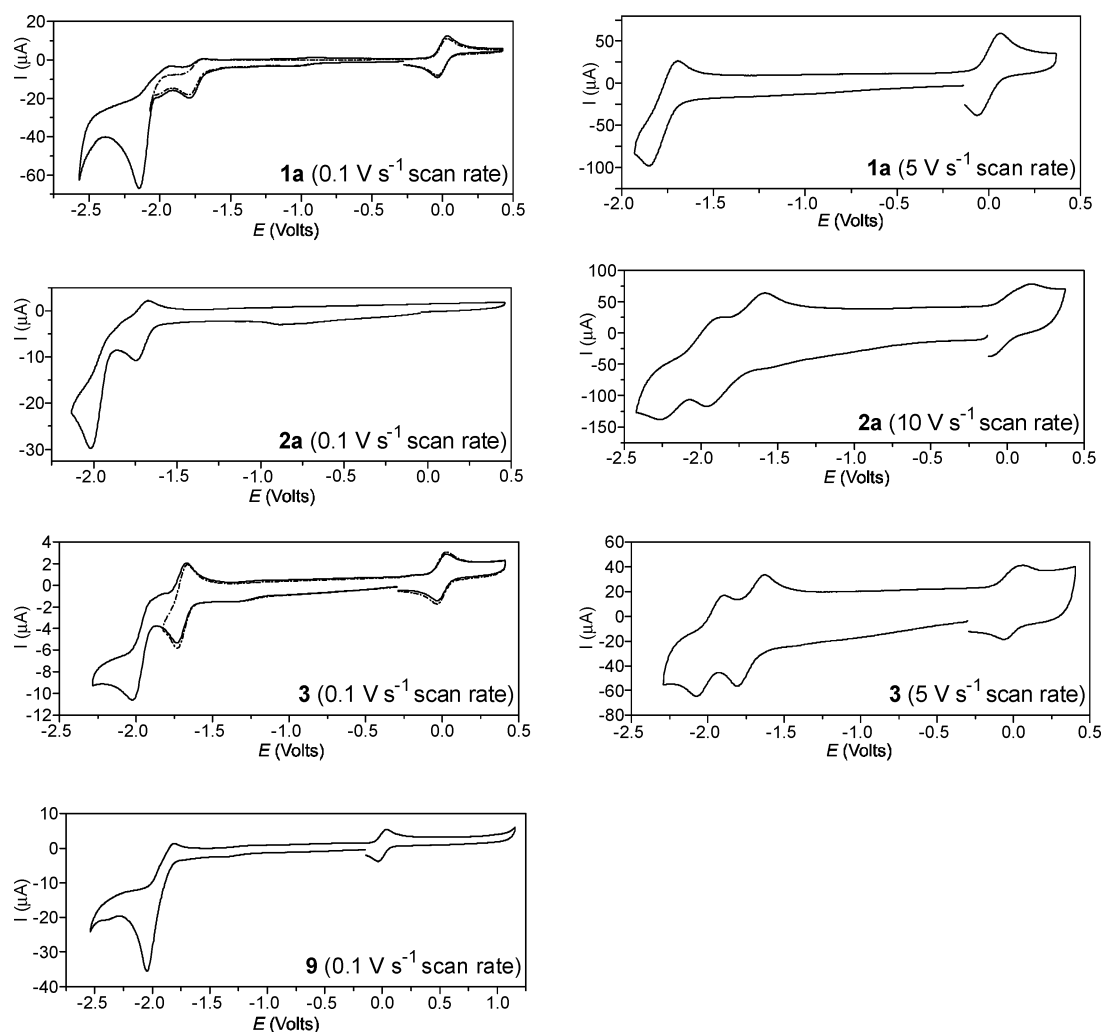 20
0
-20
-40
-60
I (μA)
1a (0.1 V s-1 scan rate)
-2.5 -2.0 -1.5 -1.0 -0.5 0.0 0.5
E (Volts)
50
0
-50
-100
I (μA)
1a (5 V s-1 scan rate)
-2.0 -1.5 -1.0 -0.5 0.0 0.5
E (Volts)
0
-10
-20
-30
I (μA)
2a (0.1 V s-1 scan rate)
-2.0 -1.5 -1.0 -0.5 0.0 0.5
E (Volts)
100
50
0
-50
-100
-150
I (μA)
2a (10 V s-1 scan rate)
-2.5 -2.0 -1.5 -1.0 -0.5 0.0 0.5
E (Volts)
4
2
0
-2
-4
-6
-8
-10
-12
I (μA)
3 (0.1 V s-1 scan rate)
-2.5 -2.0 -1.5 -1.0 -0.5 0.0 0.5
E (Volts)
60
40
20
0
-20
-40
-60
-80
I (μA)
3 (5 V s-1 scan rate)
-2.5 -2.0 -1.5 -1.0 -0.5 0.0 0.5
E (Volts)
10
0
-10
-20
-30
-40
I (μA)
9 (0.1 V s-1 scan rate)
-2.5 -2.0 -1.5 -1.0 -0.5 0.0 0.5 1.0
E (Volts)